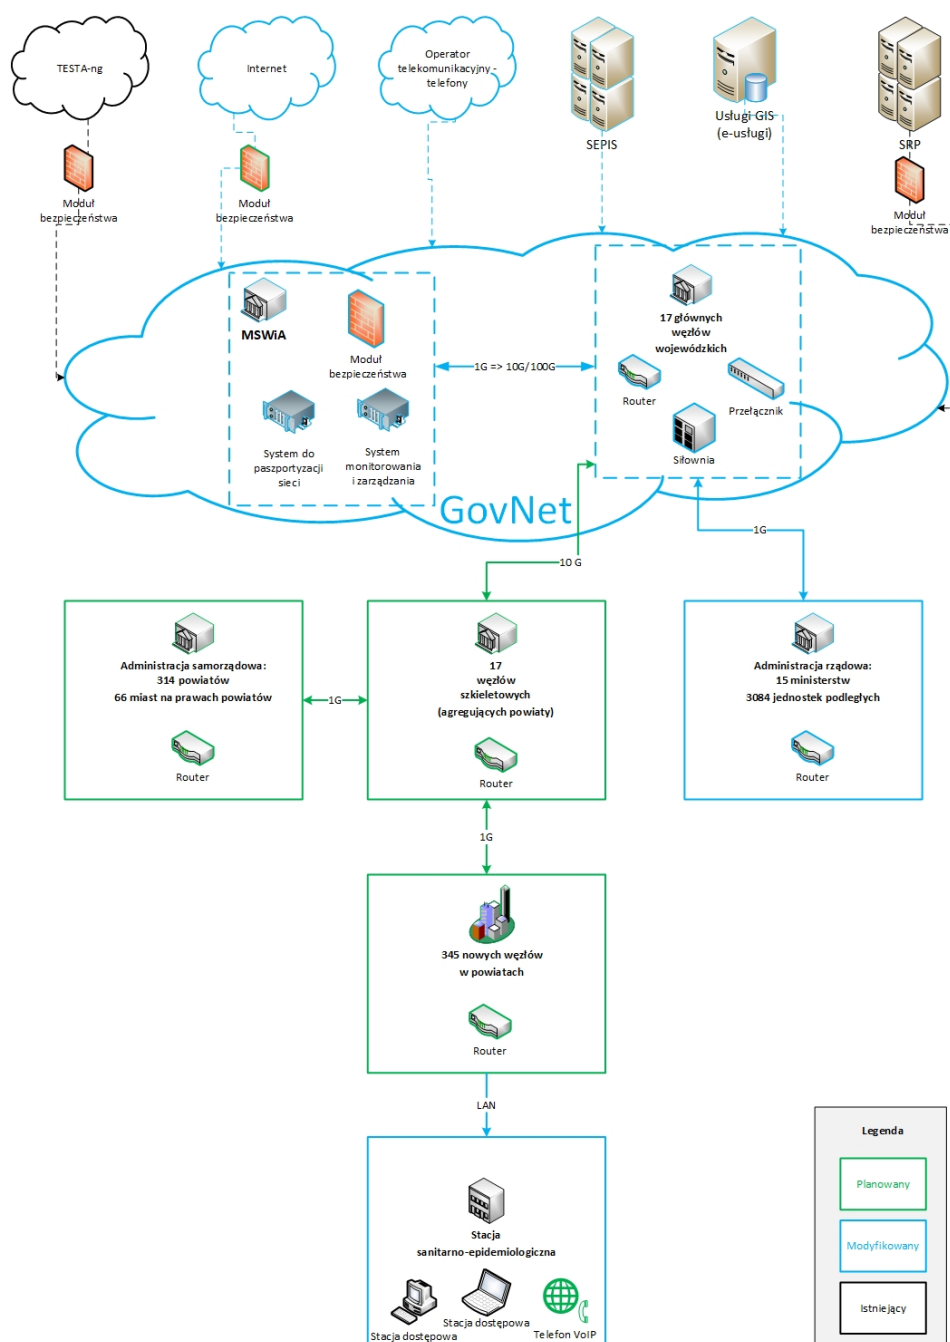 TESTA-ng
Internet
Operator
telekomunikacyjny -
telefony
SEPIS
Usługi GIS
(e-usługi)
SRP
Moduł
bezpieczeństwa
Moduł
bezpieczeństwa
Moduł
bezpieczeństwa
MSWiA
Moduł
bezpieczeństwa
System do
paszportyzacji
sieci
System
monitorowania
i zarządzania
1G => 10G/100G
17 głównych
węzłów
wojewódzkich
Router
Przełącznik
Siłownia
GovNet
1G
10 G
Administracja samorządowa:
314 powiatów
66 miast na prawach powiatów
Router
1G
17
węzłów
szkieletowych
(agregujących powiaty)
Router
Administracja rządowa:
15 ministerstw
3084 jednostek podległych
Router
1G
345 nowych węzłów
w powiatach
Router
LAN
Stacja
sanitarno-epidemiologiczna
Stacja dostępowa
Stacja dostępowa
Telefon VoIP
Legenda
Planowany
Modyfikowany
Istniejący